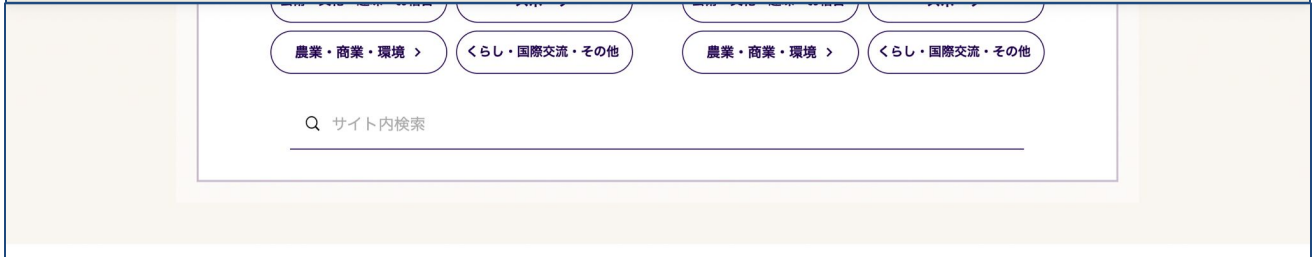 農業・商業・環境 > くらし・国際交流・その他 農業・商業・環境 > くらし・国際交流・その他
サイト内検索